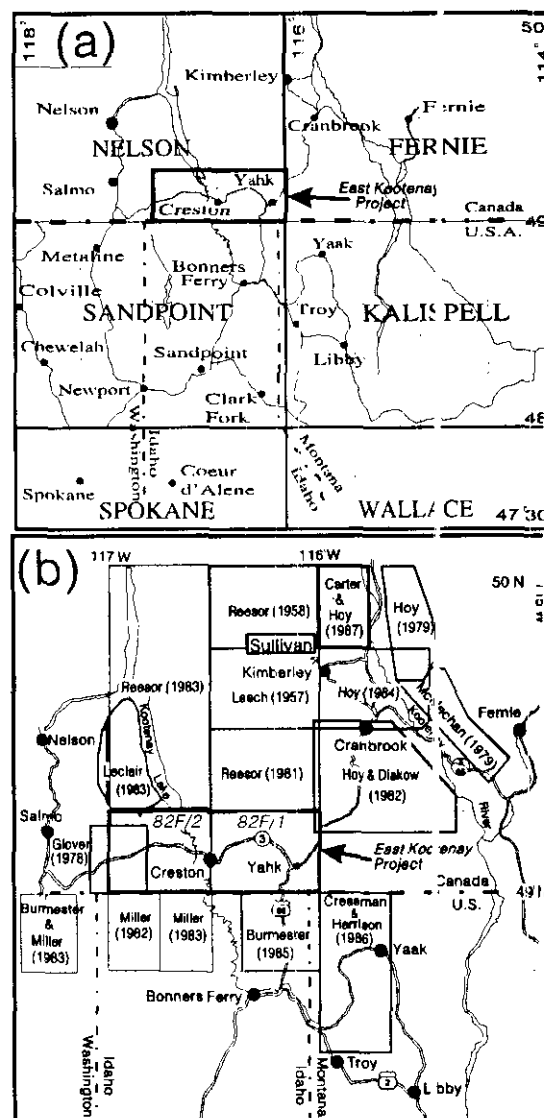 (a)
118°
116
50
114°
Kimberley
Nelson
Cranbrook
Fernie
NELSON
FERNIE
Salmo
Yahk
Creston
East Kootenay
Project
Canada
49
U.S.A.
Metaline
Yaak
Bonners
Ferry
Colville
SANDPOINT
Troy
KALISPELL
Chewelah
Sandpoint
Libby
Newport
Clark
Fork
Washington
Idaho
48
Montana
Idaho
Spokane
Coeur
d'Alene
SPOKANE
WALLACE
47 30
(b)
117 W
116 W
50 N
Reesor (1958)
Carter
&
Hoy
(1987)
Hoy
(1979)
Sullivan
Kimberley
Reesor (1983)
Leech (1957)
Hoy (1984)
McMechan (1979)
Kootenay
Fernie
Nelson
Kootenay
Lake
Leclair
(1983)
Cranbrook
Reesor (1981)
Hoy & Diakow
(1982)
River
Salmo
82F/2
82F/1
Glover
(1978)
3
East Kootenay
Project
Creston
Yahk
Canada
49 N
U.S.
Burmester
&
Miller
(1983)
Miller
(1982)
Miller
(1983)
Burmester
(1985)
Cressman
&
Harrison
(1986)
Yaak
Bonners Ferry
Washington
Idaho
Idaho
Montana
Troy
2
Libby